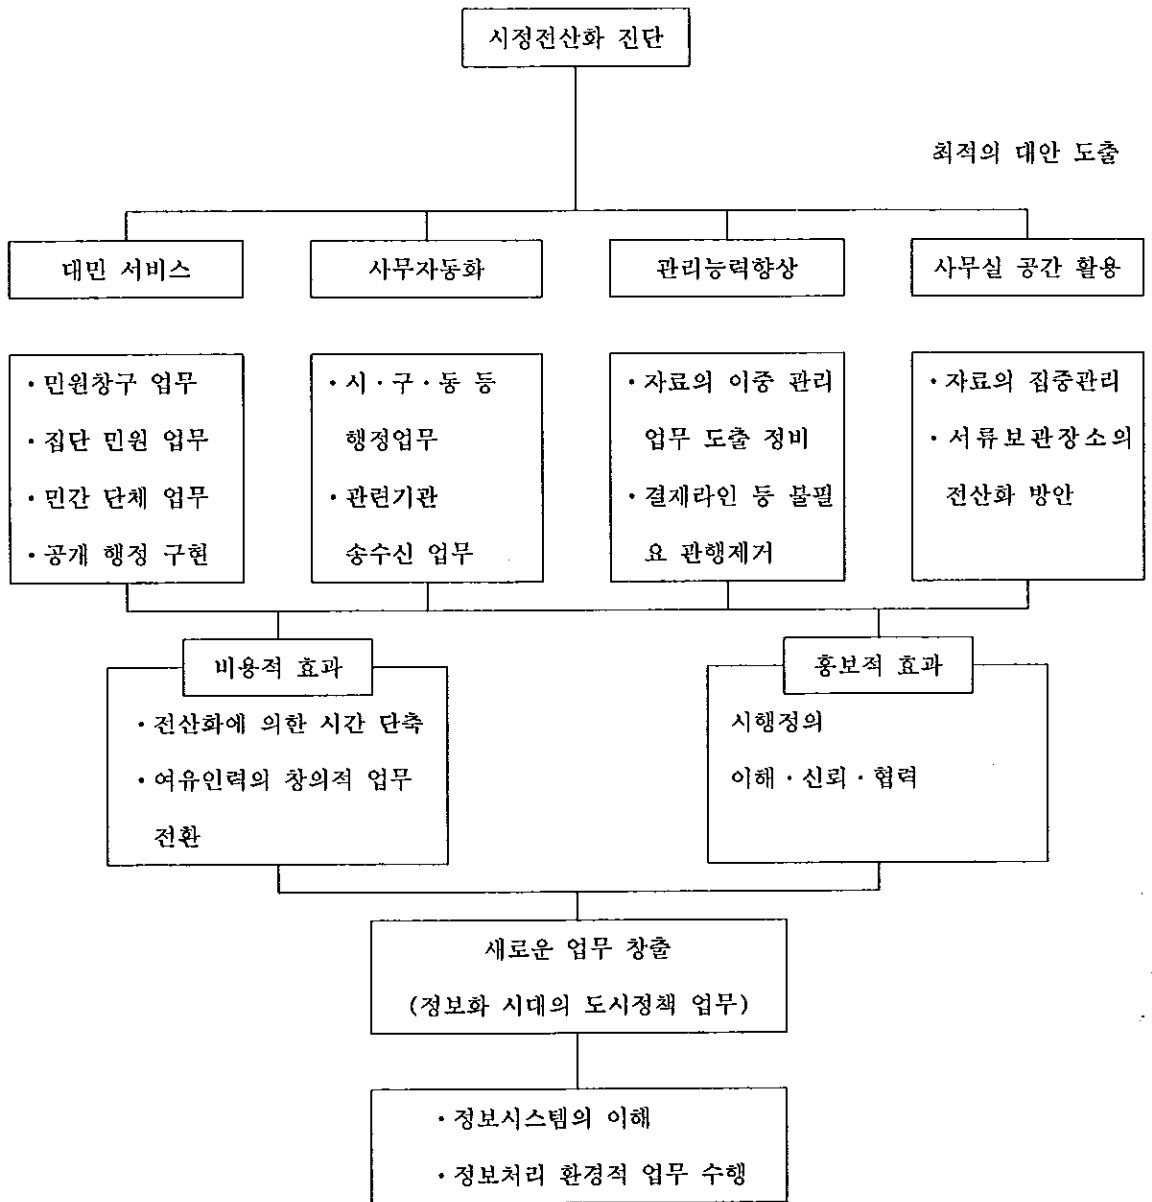 시정전산화 진단
최적의 대안 도출
대민 서비스
사무자동화
관리능력향상
사무실 공간 활용
·민원창구 업무
·집단 민원 업무
·민간 단체 업무
·공개 행정 구현
·시·구·동 등
행정업무
·관련기관
송수신 업무
·자료의 이중 관리
업무 도출 정비
·결재라인 등 불필
요 관행제거
·자료의 집중관리
·서류보관장소의
전산화 방안
비용적 효과
·전산화에 의한 시간 단축
·여유인력의 창의적 업무
전환
홍보적 효과
시행정의
이해·신뢰·협력
새로운 업무 창출
(정보화 시대의 도시정책 업무)
·정보시스템의 이해
·정보처리 환경적 업무 수행